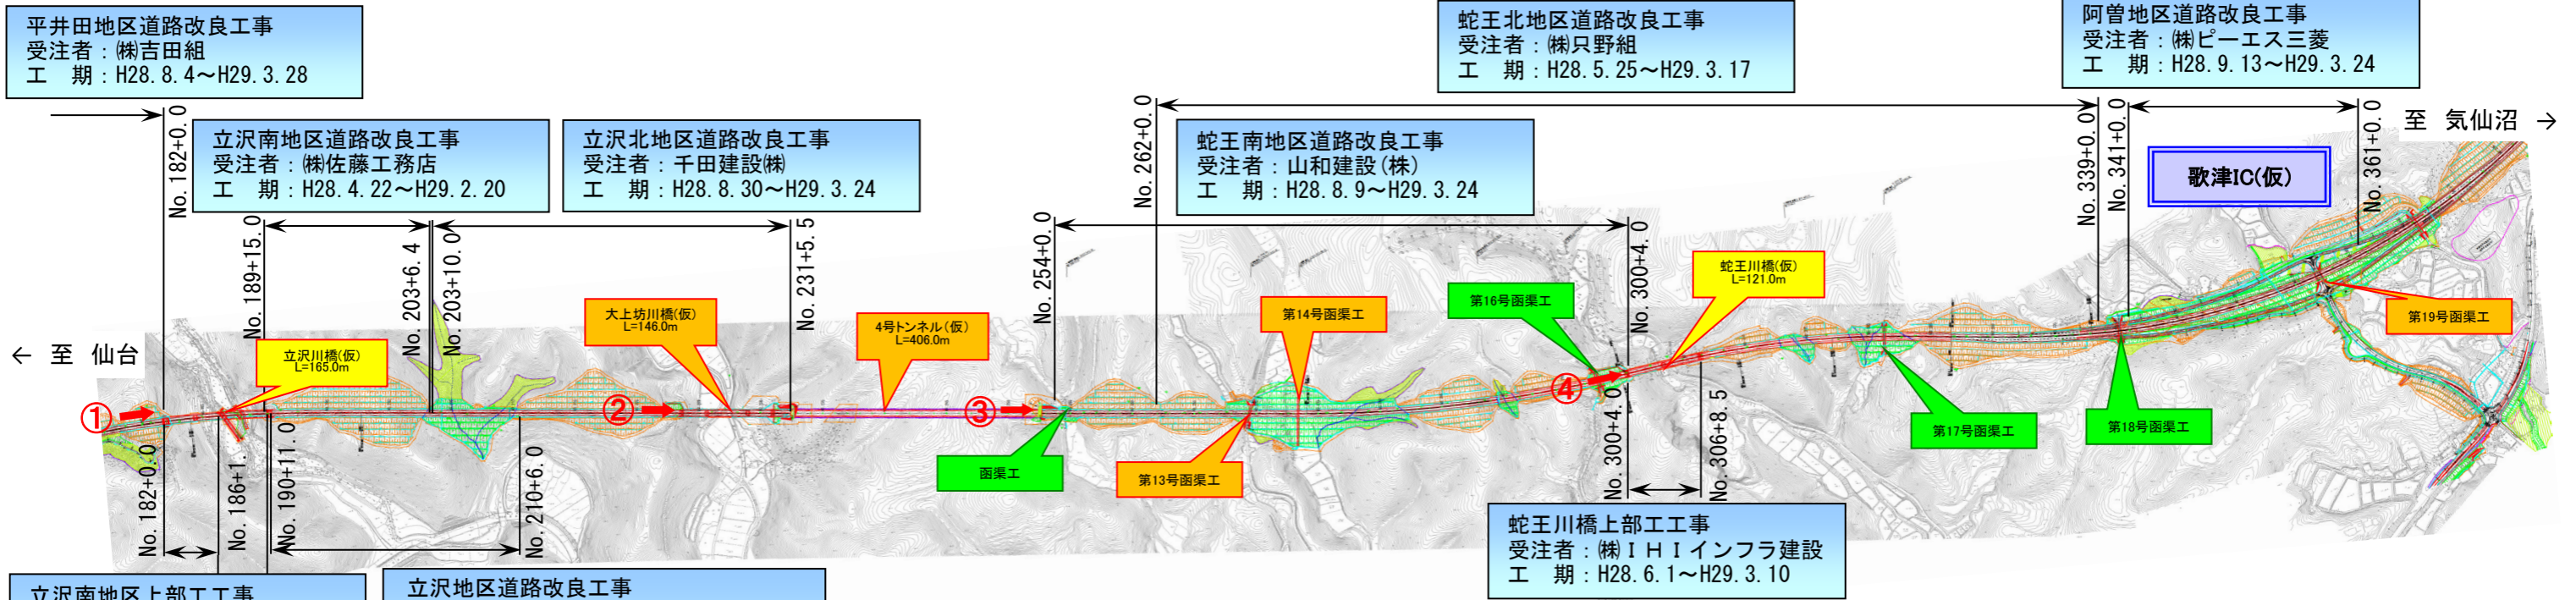 平井田地区道路改良工事
受注者：㈱吉田組
工　期：H28.8.4～H29.3.28
蛇王北地区道路改良工事
受注者：㈱只野組
工　期：H28.5.25～H29.3.17
阿曽地区道路改良工事
受注者：㈱ピーエス三菱
工　期：H28.9.13～H29.3.24
立沢南地区道路改良工事
受注者：㈱佐藤工務店
工　期：H28.4.22～H29.2.20
立沢北地区道路改良工事
受注者：千田建設㈱
工　期：H28.8.30～H29.3.24
蛇王南地区道路改良工事
受注者：山和建設(株)
工　期：H28.8.9～H29.3.24
至　気仙沼　→
歌津IC(仮)
No.182+0.0
No.189+15.0
No.203+6.4
No.203+10.0
No.231+5.5
No.254+0.0
No.262+0.0
No.300+4.0
No.339+0.0
No.341+0.0
No.361+0.0
←　至　仙台
立沢川橋(仮)
L=165.0m
大上坊川橋(仮)
L=146.0m
4号トンネル(仮)
L=406.0m
第14号函渠工
第16号函渠工
蛇王川橋(仮)
L=121.0m
第19号函渠工
①
②
③
④
函渠工
第13号函渠工
第17号函渠工
第18号函渠工
No.182+0.0
No.186+1.
No.190+11.0
No.210+6.0
No.300+4.0
No.306+8.5
蛇王川橋上部工工事
受注者：㈱ＩＨＩインフラ建設
工　期：H28.6.1～H29.3.10
立沢南地区上部工工事
立沢地区道路改良工事